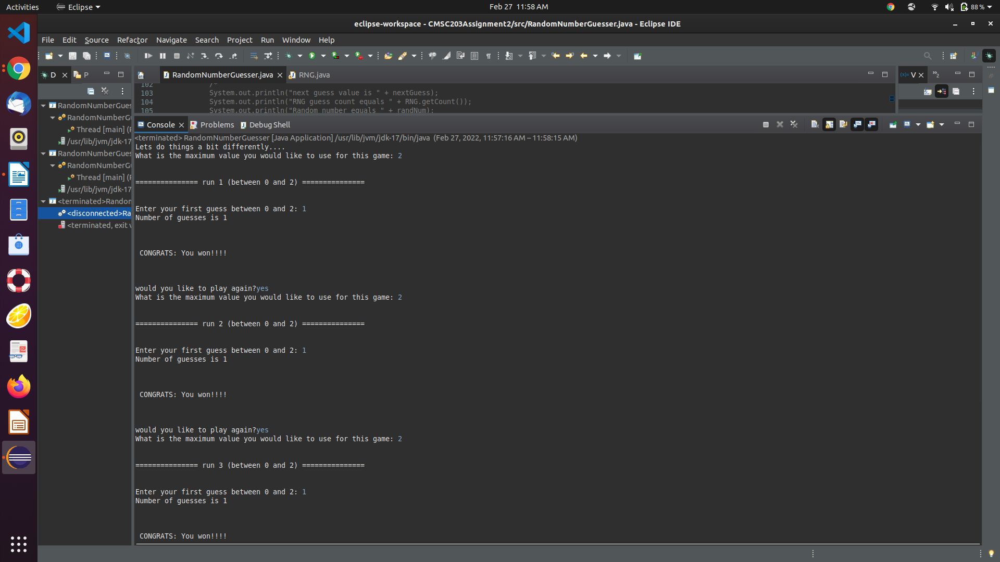 Activities Eclipse Feb 27 11:58 AM 88 %
eclipse-workspace - CMSC203Assignment2/src/RandomNumberGuesser.java - Eclipse IDE
File Edit Source Refactor Navigate Search Project Run Window Help
D P RandomNumberGuesser.java RNG.java V
102 /*
103 System.out.println("next guess value is " + nextGuess);
104 System.out.println("RNG guess count equals " + RNG.getCount());
105 System.out.println("Random number equals " + randNum);
RandomNumberGues
RandomNumberG
Thread [main] (R
/usr/lib/jvm/jdk-17
RandomNumberGues
RandomNumberG
Thread [main] (R
/usr/lib/jvm/jdk-17
<terminated>Random
<disconnected>Ra
<terminated, exit v
Console Problems Debug Shell
<terminated> RandomNumberGuesser [Java Application] /usr/lib/jvm/jdk-17/bin/java (Feb 27, 2022, 11:57:16 AM – 11:58:15 AM)
Lets do things a bit differently....
What is the maximum value you would like to use for this game: 2
=============== run 1 (between 0 and 2) ===============
Enter your first guess between 0 and 2: 1
Number of guesses is 1
CONGRATS: You won!!!!
would you like to play again?yes
What is the maximum value you would like to use for this game: 2
=============== run 2 (between 0 and 2) ===============
Enter your first guess between 0 and 2: 1
Number of guesses is 1
CONGRATS: You won!!!!
would you like to play again?yes
What is the maximum value you would like to use for this game: 2
=============== run 3 (between 0 and 2) ===============
Enter your first guess between 0 and 2: 1
Number of guesses is 1
CONGRATS: You won!!!!